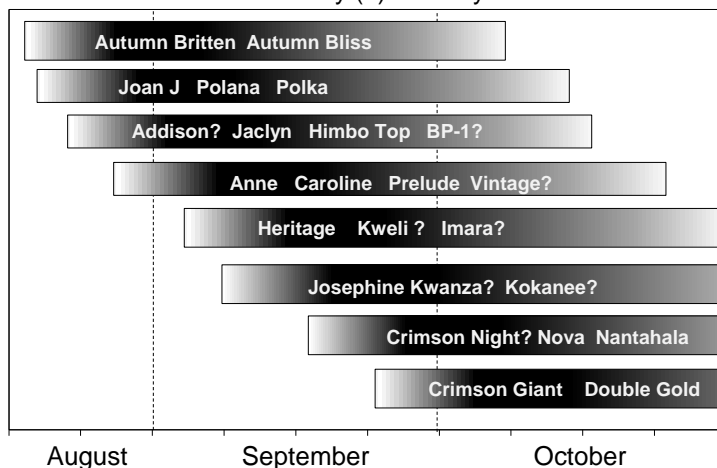 Autumn Britten Autumn Bliss
Joan J Polana Polka
Addison? Jaclyn Himbo Top BP-1?
Anne Caroline Prelude Vintage?
Heritage Kweli ? Imara?
Josephine Kwanza? Kokanee?
Crimson Night? Nova Nantahala
Crimson Giant Double Gold
August September October